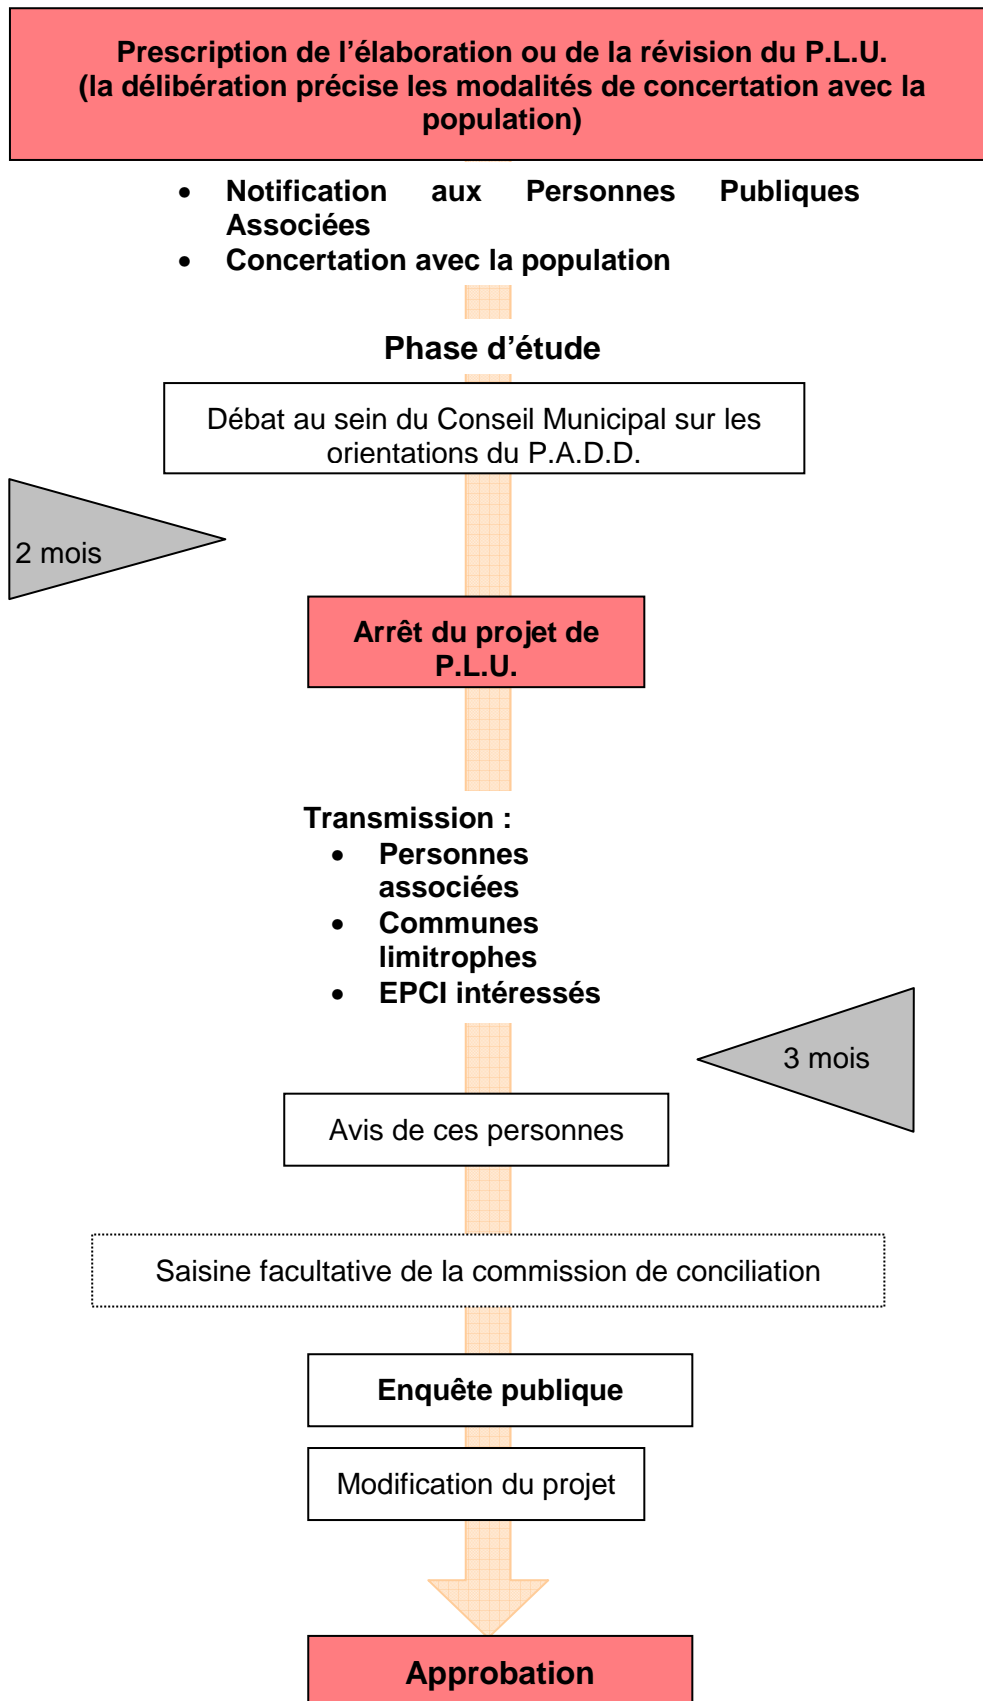 Prescription de l’élaboration ou de la révision du P.L.U.
(la délibération précise les modalités de concertation avec la
population)
• Notification aux Personnes Publiques
Associées
• Concertation avec la population
Phase d’étude
Débat au sein du Conseil Municipal sur les
orientations du P.A.D.D.
2 mois
Arrêt du projet de
P.L.U.
Transmission :
• Personnes
associées
• Communes
limitrophes
• EPCI intéressés
3 mois
Avis de ces personnes
Saisine facultative de la commission de conciliation
Enquête publique
Modification du projet
Approbation